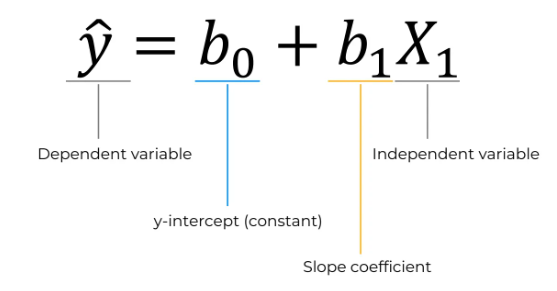 ŷ = b₀ + b₁X₁
Dependent variable
Independent variable
y-intercept (constant)
Slope coefficient